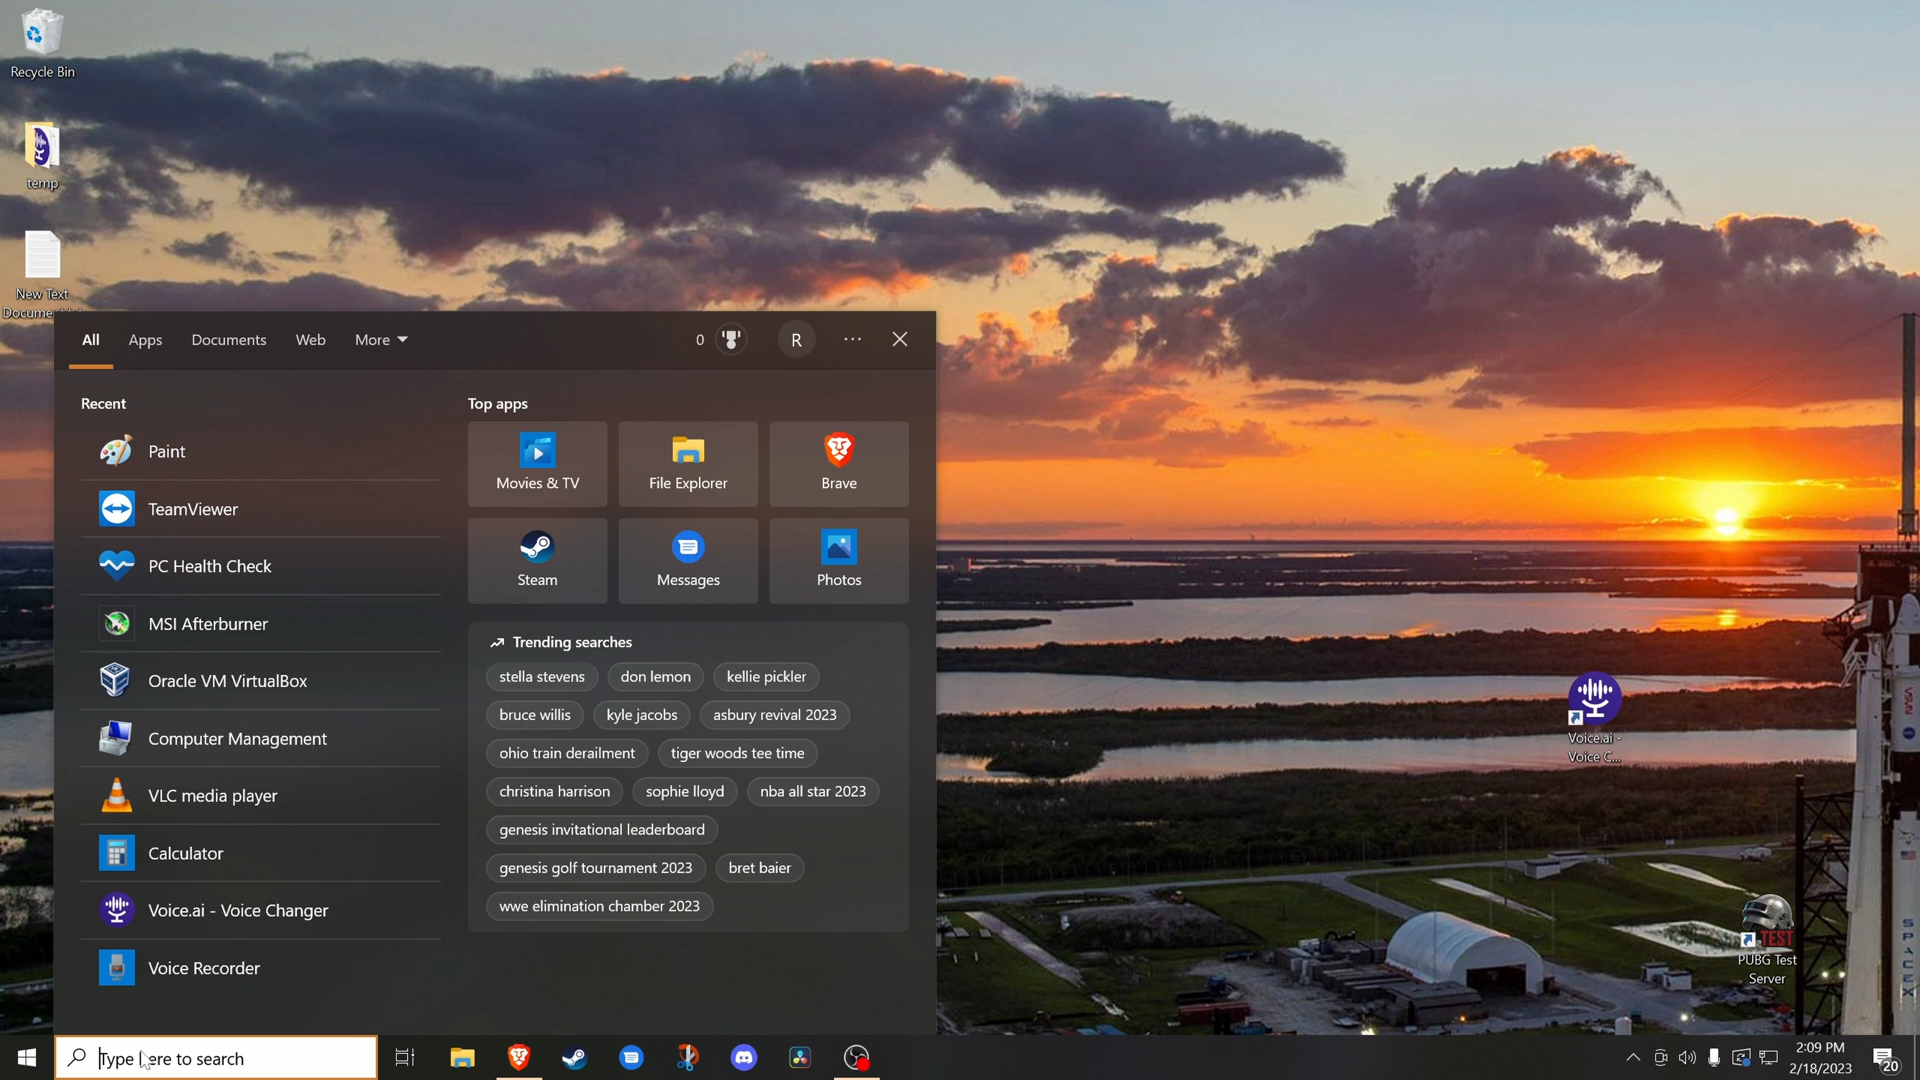 Recycle Bin
temp
New Text
All
Apps
Documents
Web
More
0
R
Recent
Paint
TeamViewer
PC Health Check
MSI Afterburner
Oracle VM VirtualBox
Computer Management
VLC media player
Calculator
Voice.ai - Voice Changer
Voice Recorder
Top apps
Movies & TV
File Explorer
Brave
Steam
Messages
Photos
Trending searches
stella stevens
don lemon
kellie pickler
bruce willis
kyle jacobs
asbury revival 2023
ohio train derailment
tiger woods tee time
christina harrison
sophie lloyd
nba all star 2023
genesis invitational leaderboard
genesis golf tournament 2023
bret baier
wwe elimination chamber 2023
Voice.ai -
Voice C...
TEST
PUBG Test
Server
SPACEX
Type here to search
2:09 PM
2/18/2023
20